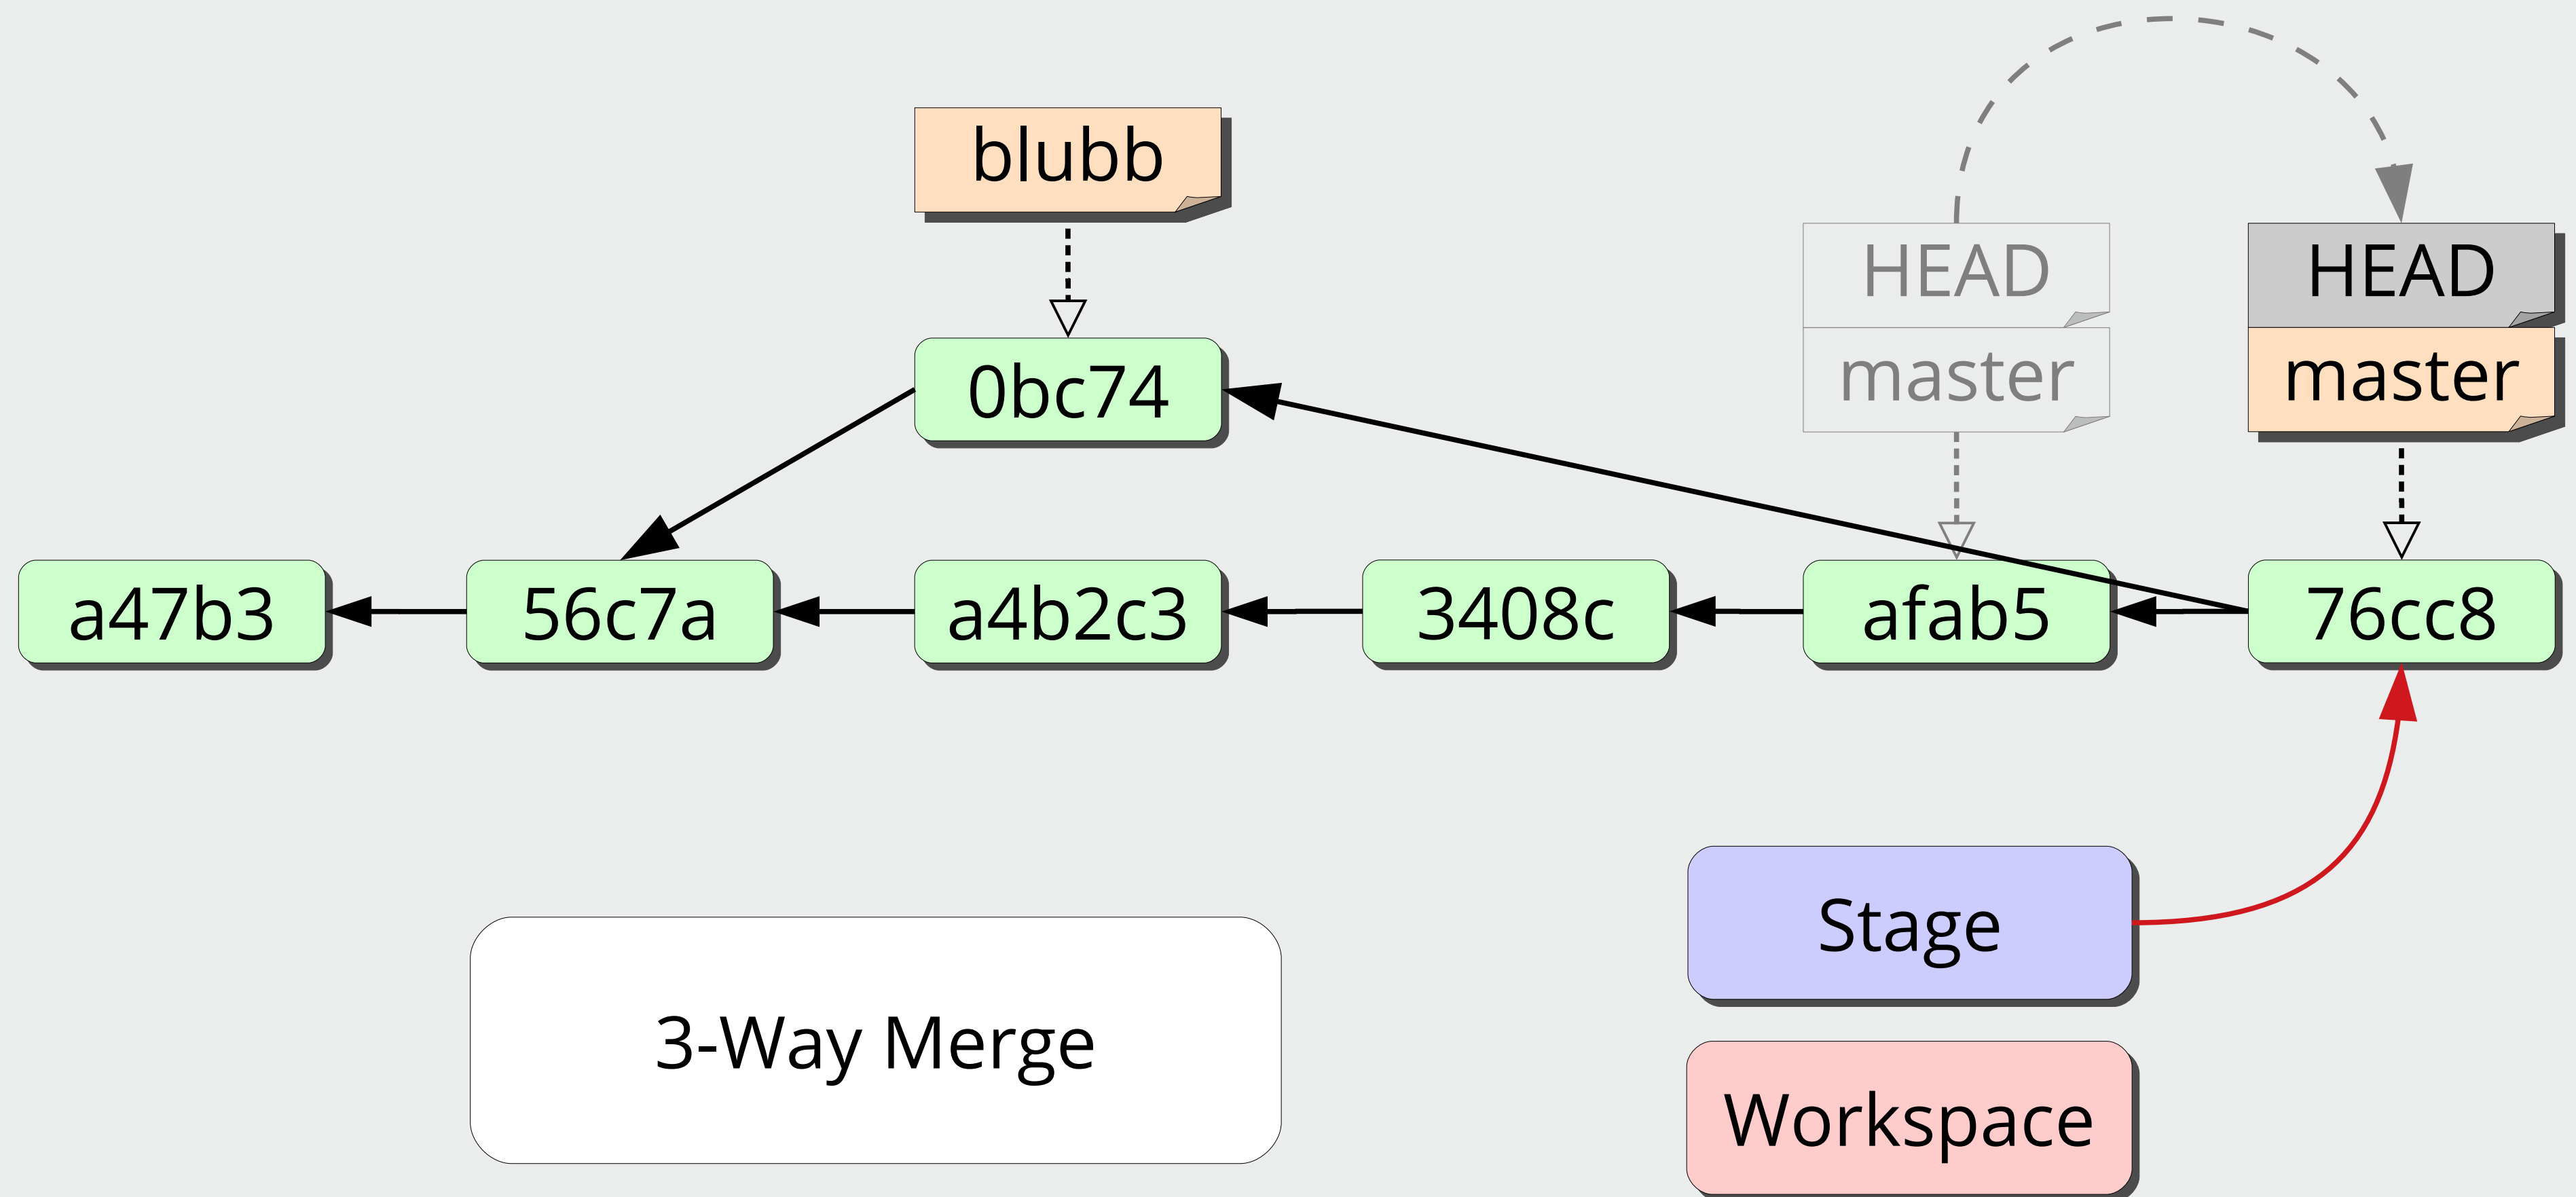 blubb
HEAD
HEAD
master
master
0bc74
a47b3
56c7a
a4b2c3
3408c
afab5
76cc8
Stage
3-Way Merge
Workspace